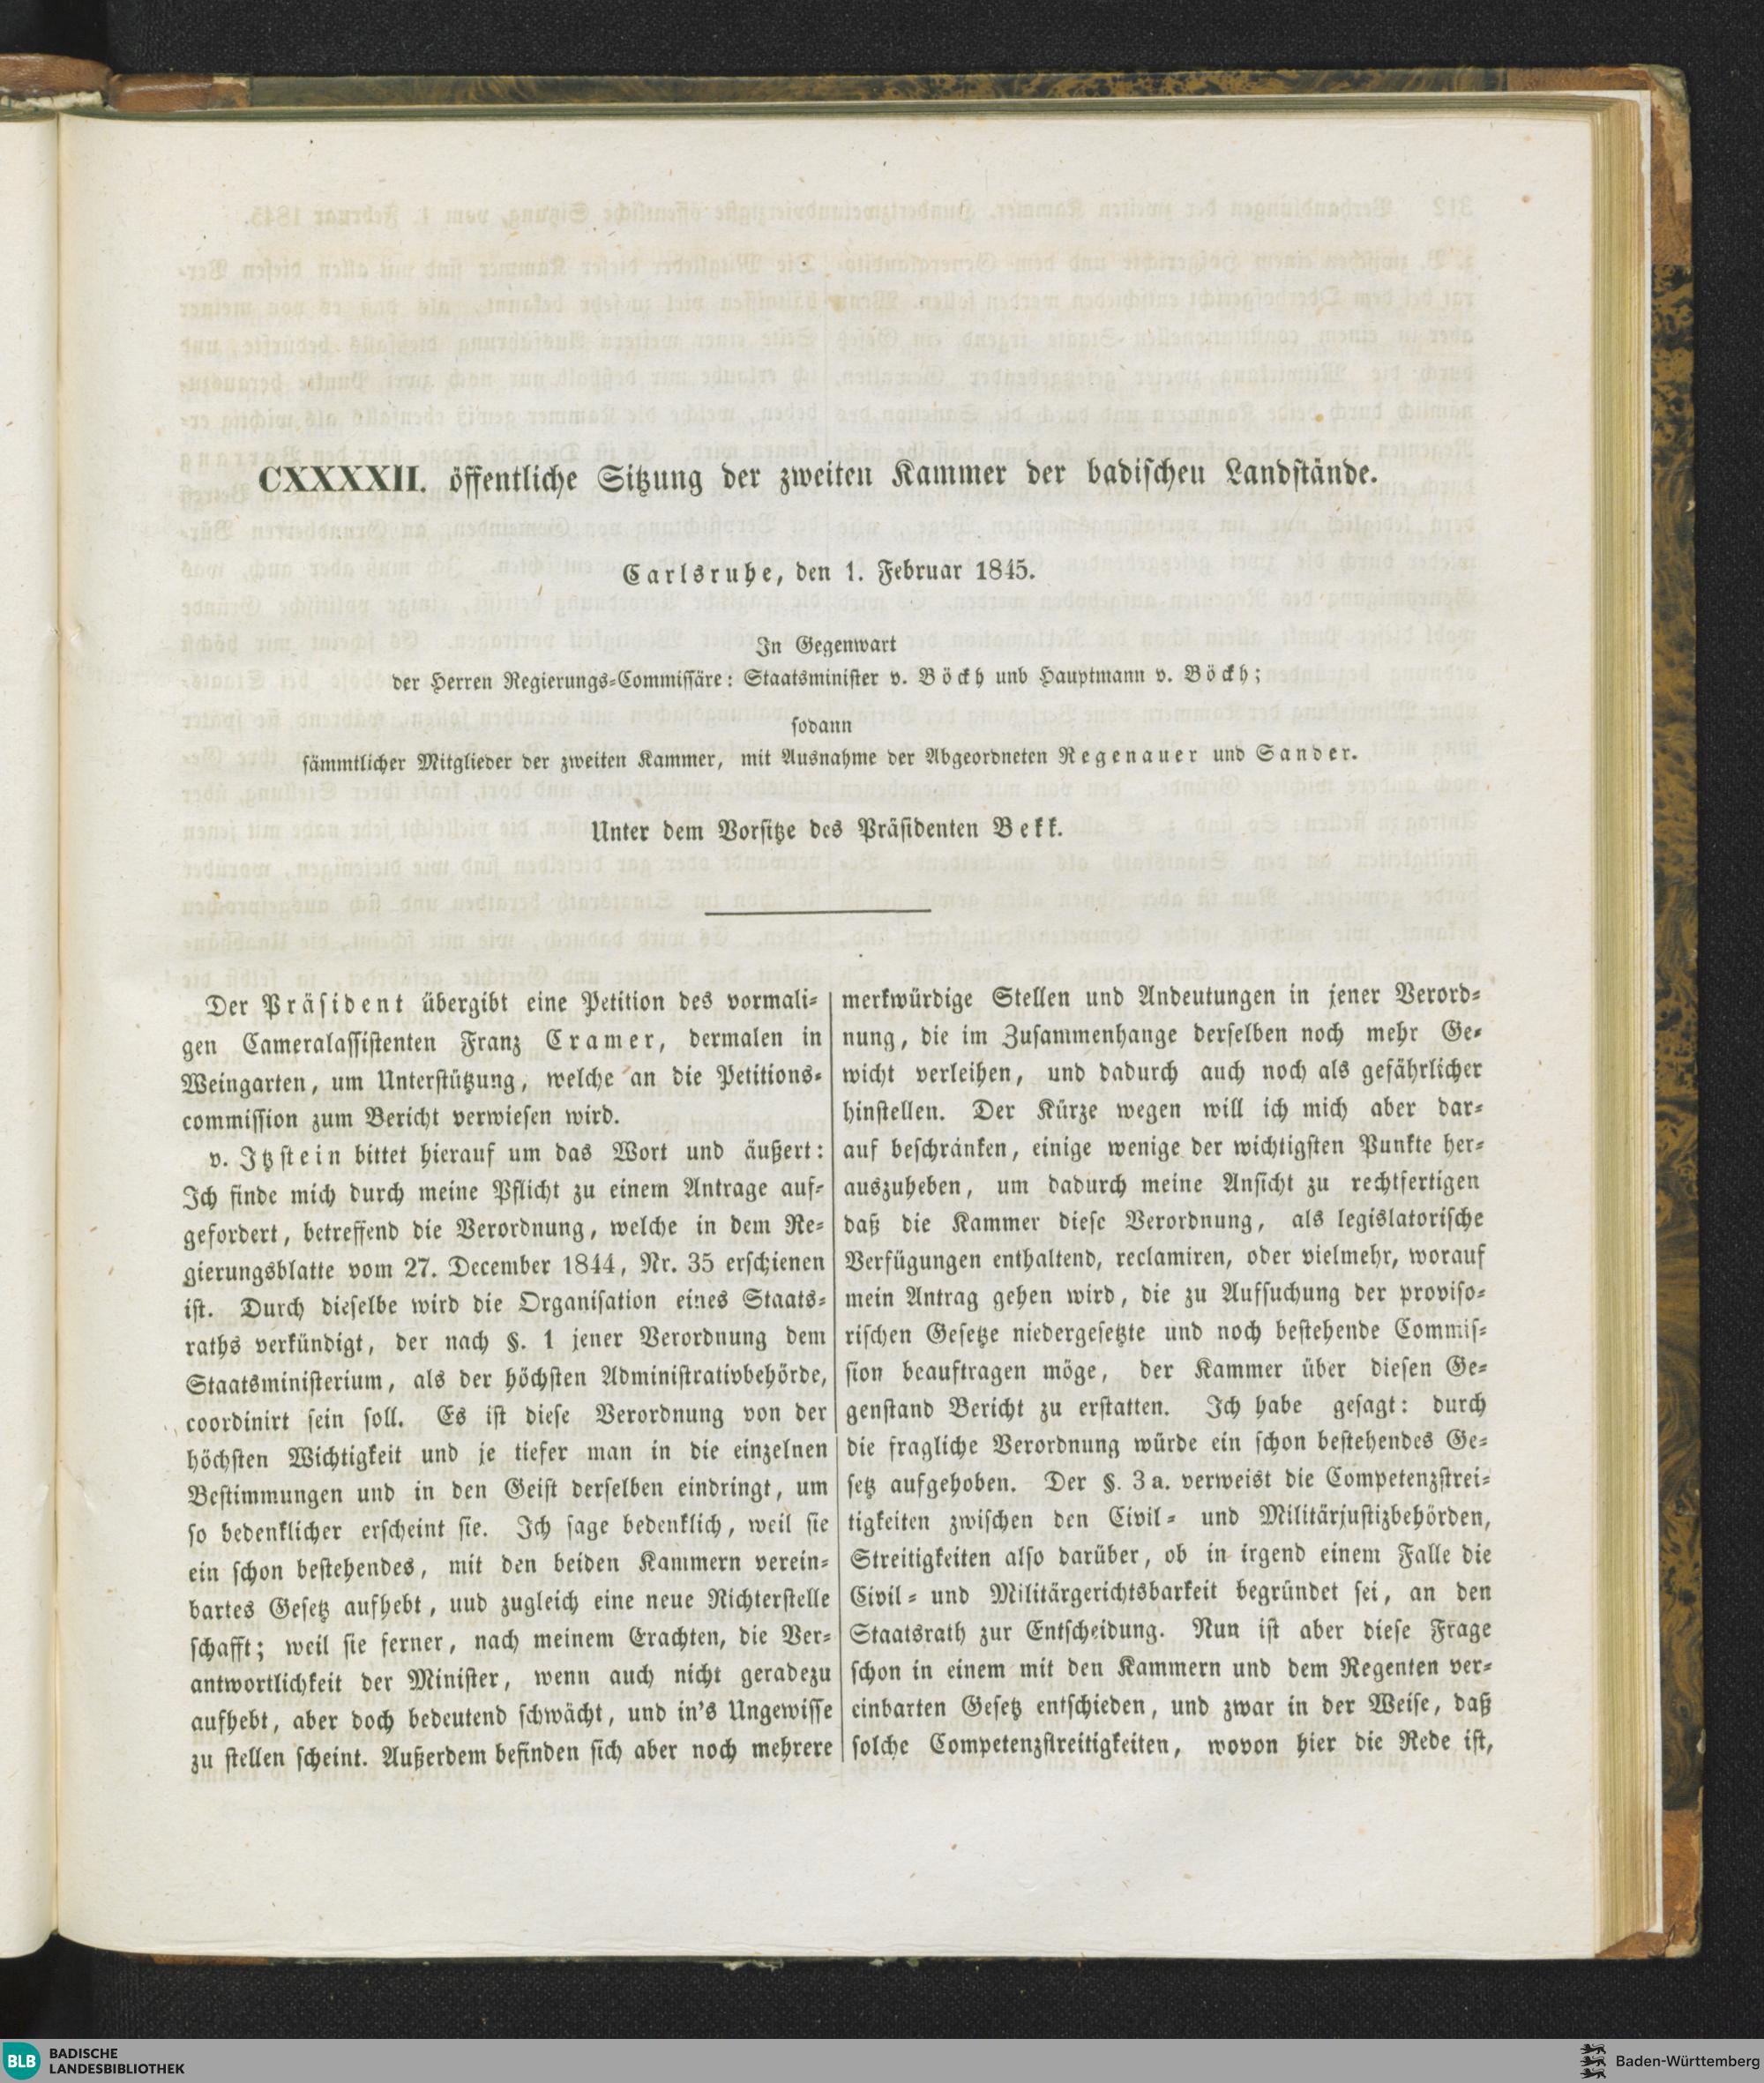 CXXXXII. öffentliche Sitzung der zweiten Kammer der badischen Landstände.
Carlsruhe, den 1. Februar 1845.
In Gegenwart
der Herren Regierungs-Commissäre: Staatsminister v. Böckh unb Hauptmann v. Böckh;
sodann
sämmtlicher Mitglieder der zweiten Kammer, mit Ausnahme der Abgeordneten Regenauer und Sander.
Unter dem Vorsitze des Präsidenten Bekk.
Der Präsident übergibt eine Petition des vormali-
gen Cameralassistenten Franz Cramer, dermalen in
Weingarten, um Unterstützung, welche an die Petitions-
commission zum Bericht verwiesen wird.
v. Itzstein bittet hierauf um das Wort und äußert:
Ich finde mich durch meine Pflicht zu einem Antrage auf-
gefordert, betreffend die Verordnung, welche in dem Re-
gierungsblatte vom 27. December 1844, Nr. 35 erschienen
ist. Durch dieselbe wird die Organisation eines Staats-
raths verkündigt, der nach §. 1 jener Verordnung dem
Staatsministerium, als der höchsten Administrativbehörde,
coordinirt sein soll. Es ist diese Verordnung von der
höchsten Wichtigkeit und je tiefer man in die einzelnen
Bestimmungen und in den Geist derselben eindringt, um
so bedenklicher erscheint sie. Ich sage bedenklich, weil sie
ein schon bestehendes, mit den beiden Kammern verein-
bartes Gesetz aufhebt, uud zugleich eine neue Richterstelle
schafft; weil sie ferner, nach meinem Erachten, die Ver-
antwortlichkeit der Minister, wenn auch nicht geradezu
aufhebt, aber doch bedeutend schwächt, und in's Ungewisse
zu stellen scheint. Außerdem befinden sich aber noch mehrere
merkwürdige Stellen und Andeutungen in jener Verord-
nung, die im Zusammenhange derselben noch mehr Ge-
wicht verleihen, und dadurch auch noch als gefährlicher
hinstellen. Der Kürze wegen will ich mich aber dar-
auf beschränken, einige wenige der wichtigsten Punkte her-
auszuheben, um dadurch meine Ansicht zu rechtfertigen
daß die Kammer diese Verordnung, als legislatorische
Verfügungen enthaltend, reclamiren, oder vielmehr, worauf
mein Antrag gehen wird, die zu Aufsuchung der proviso-
rischen Gesetze niedergesetzte und noch bestehende Commis-
sion beauftragen möge, der Kammer über diesen Ge-
genstand Bericht zu erstatten. Ich habe gesagt: durch
die fragliche Verordnung würde ein schon bestehendes Ge-
setz aufgehoben. Der §. 3 a. verweist die Competenzstrei-
tigkeiten zwischen den Civil- und Militärjustizbehörden,
Streitigkeiten also darüber, ob in irgend einem Falle die
Civil- und Militärgerichtsbarkeit begründet sei, an den
Staatsrath zur Entscheidung. Nun ist aber diese Frage
schon in einem mit den Kammern und dem Regenten ver-
einbarten Gesetz entschieden, und zwar in der Weise, daß
solche Competenzstreitigkeiten, wovon hier die Rede ist,
BLB BADISCHE
LANDESBIBLIOTHEK
Baden-Württemberg